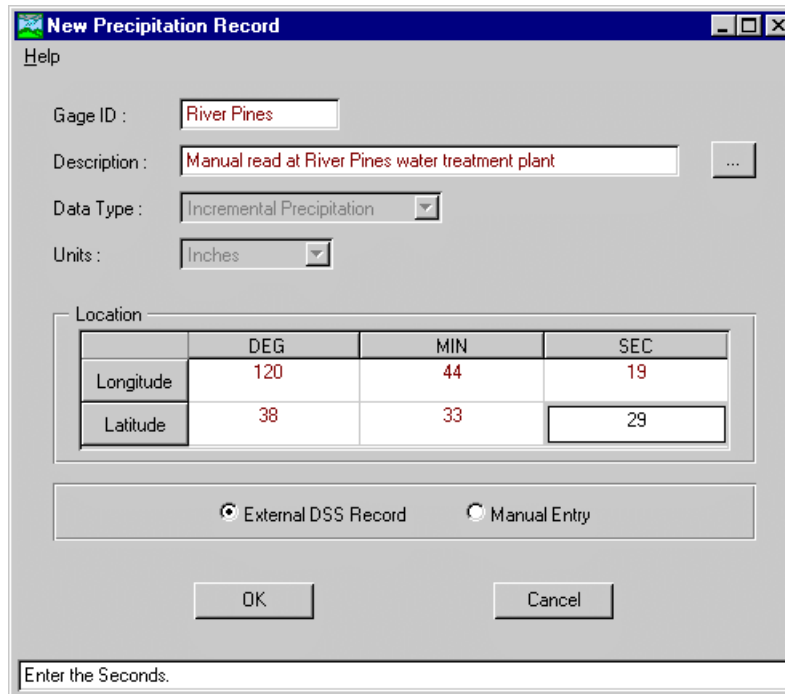 New Precipitation Record
Help
Gage ID : River Pines
Description : Manual read at River Pines water treatment plant ...
Data Type : Incremental Precipitation
Units : Inches
Location
DEG MIN SEC
Longitude 120 44 19
Latitude 38 33 29
External DSS Record Manual Entry
OK Cancel
Enter the Seconds.